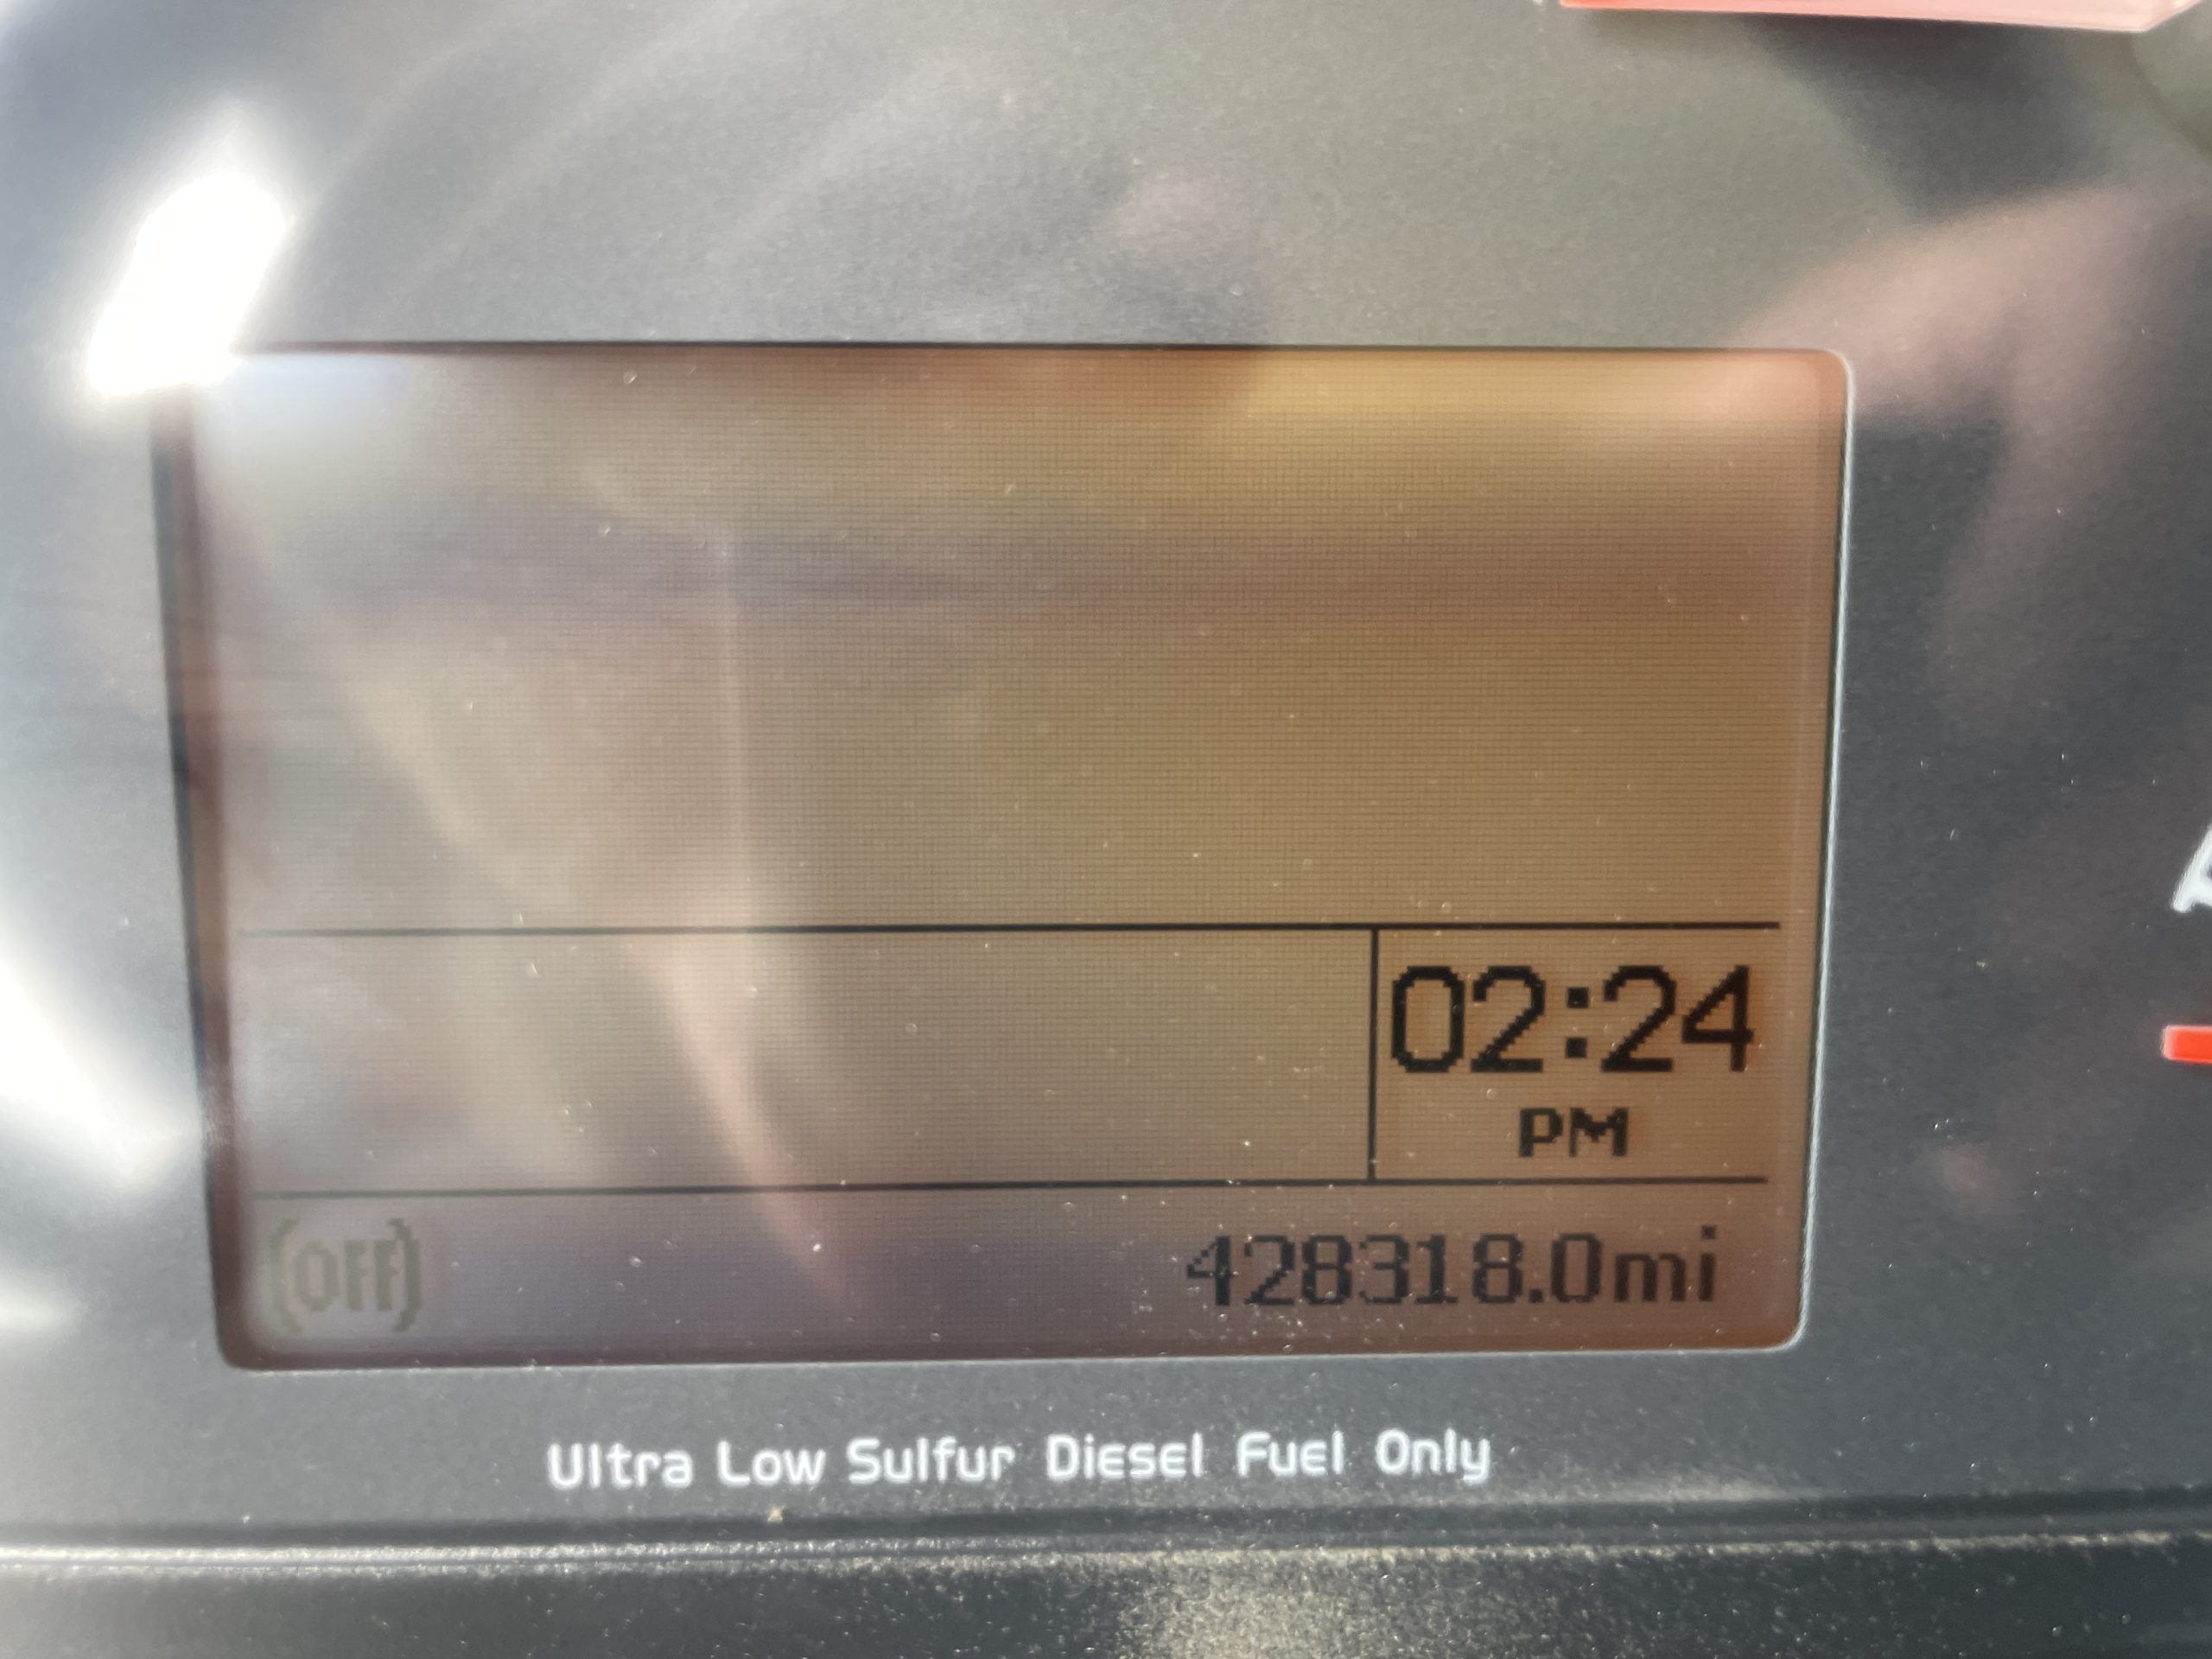 02:24
PM
(OFF)
428318.0mi
Ultra Low Sulfur Diesel Fuel Only